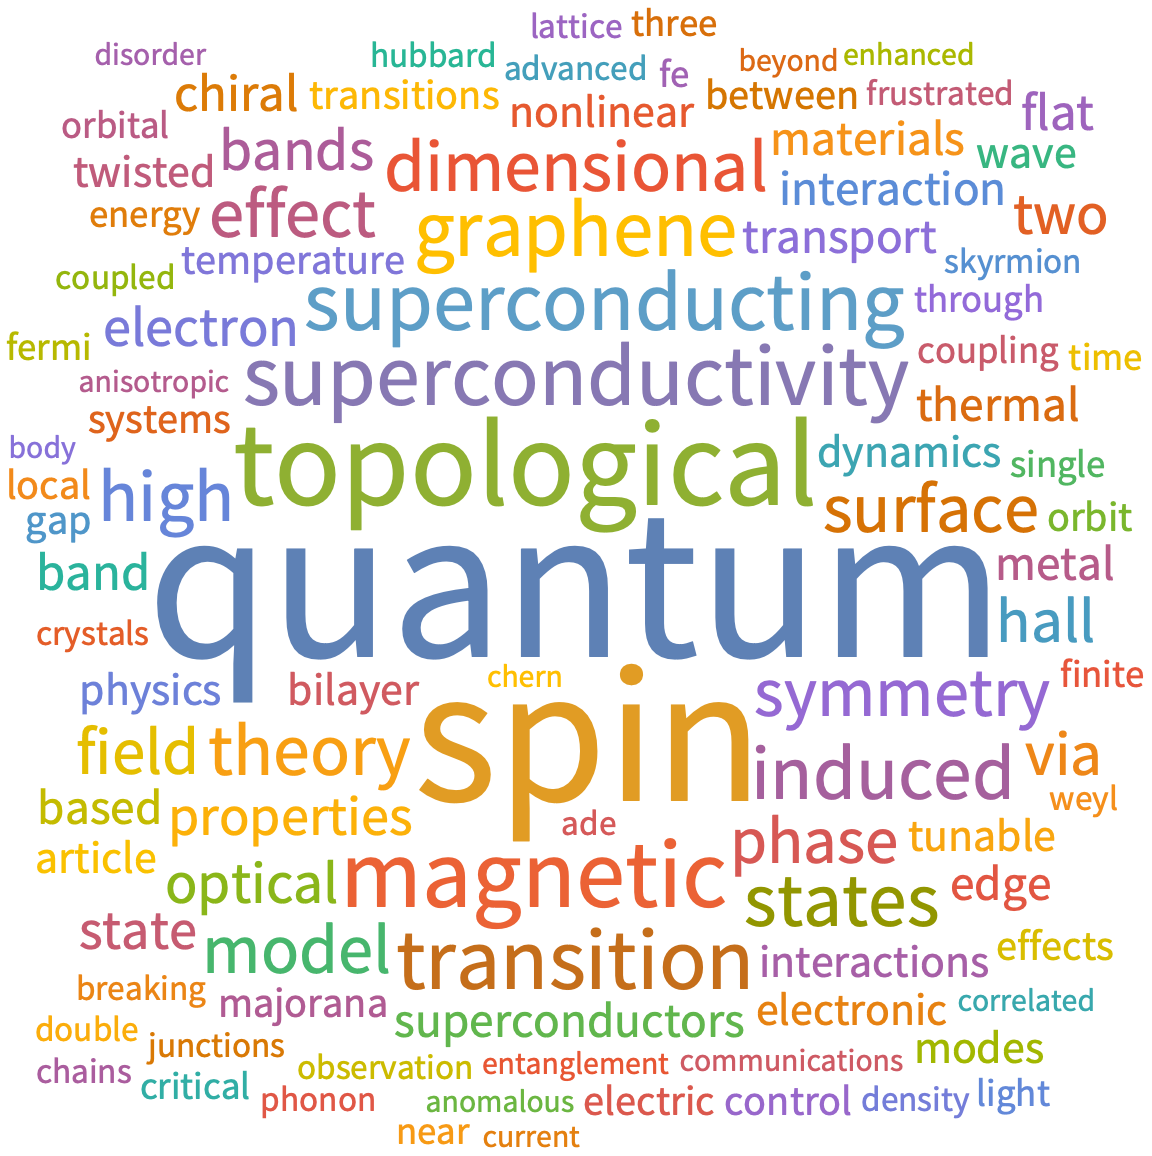 lattice three
disorder hubbard advanced fe beyond enhanced
chiral transitions nonlinear between frustrated flat
orbital bands dimensional materials wave
twisted effect graphene interaction two
energy temperature transport skyrmion
coupled superconducting through
fermi electron superconductivity coupling time
anisotropic thermal
systems topological dynamics single
body
local high surface orbit
gap
band quantum metal
crystals hall
physics bilayer chern symmetry finite
field theory spin induced via
based properties ade phase tunable weyl
article optical magnetic states edge
state model transition interactions effects
breaking majorana superconductors electronic correlated
double junctions observation entanglement communications modes
chains critical phonon anomalous electric control density light
near current